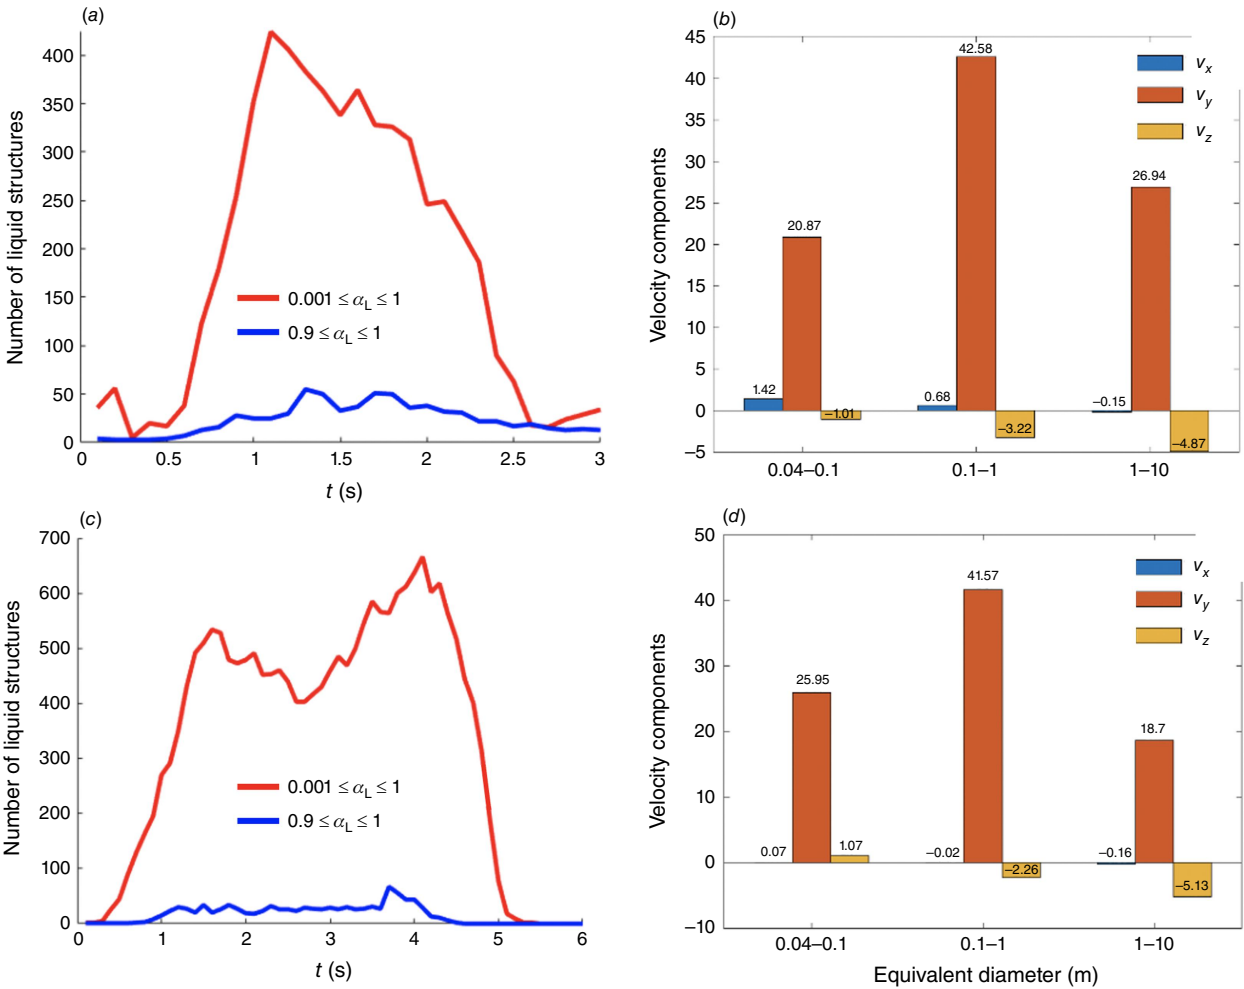 (a)
Number of liquid structures
400
350
300
250
200
150
100
50
0
0.001 ≤ αL ≤ 1
0.9 ≤ αL ≤ 1
0 0.5 1 1.5 2 2.5 3
t (s)
(b)
Velocity components
45
40
35
30
25
20
15
10
5
0
−5
vx
vy
vz
1.42
20.87
−1.01
0.68
42.58
−3.22
−0.15
26.94
−4.87
0.04–0.1 0.1–1 1–10
(c)
Number of liquid structures
700
600
500
400
300
200
100
0
0.001 ≤ αL ≤ 1
0.9 ≤ αL ≤ 1
0 1 2 3 4 5 6
t (s)
(d)
Velocity components
50
40
30
20
10
0
−10
vx
vy
vz
0.07
25.95
1.07
−0.02
41.57
−2.26
−0.16
18.7
−5.13
0.04–0.1 0.1–1 1–10
Equivalent diameter (m)